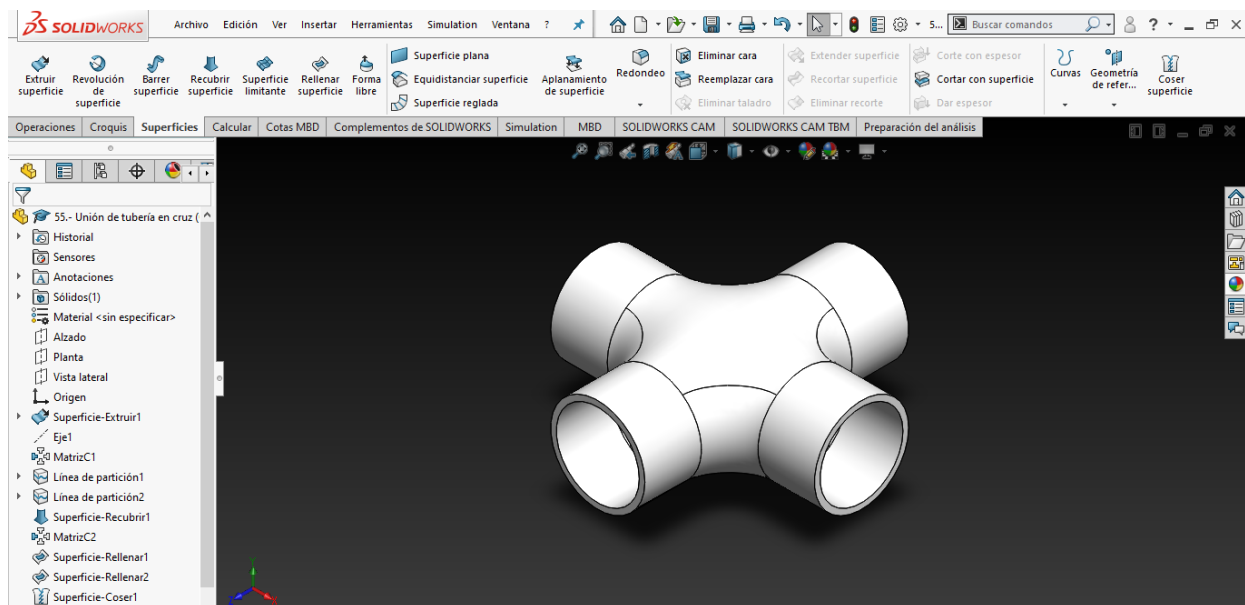 SOLIDWORKS Archivo Edición Ver Insertar Herramientas Simulation Ventana ? 5... Buscar comandos ?
Extruir superficie
Revolución de superficie
Barrer superficie
Recubrir superficie
Superficie limitante
Rellenar superficie
Forma libre
Superficie plana
Equidistanciar superficie
Superficie reglada
Aplanamiento de superficie
Redondeo
Eliminar cara
Reemplazar cara
Eliminar taladro
Extender superficie
Recortar superficie
Eliminar recorte
Corte con espesor
Cortar con superficie
Dar espesor
Curvas
Geometría de refer...
Coser superficie
Operaciones Croquis Superficies Calcular Cotas MBD Complementos de SOLIDWORKS Simulation MBD SOLIDWORKS CAM SOLIDWORKS CAM TBM Preparación del análisis
55.- Unión de tubería en cruz (
Historial
Sensores
Anotaciones
Sólidos(1)
Material <sin especificar>
Alzado
Planta
Vista lateral
Origen
Superficie-Extruir1
Eje1
MatrizC1
Línea de partición1
Línea de partición2
Superficie-Recubrir1
MatrizC2
Superficie-Rellenar1
Superficie-Rellenar2
Superficie-Coser1